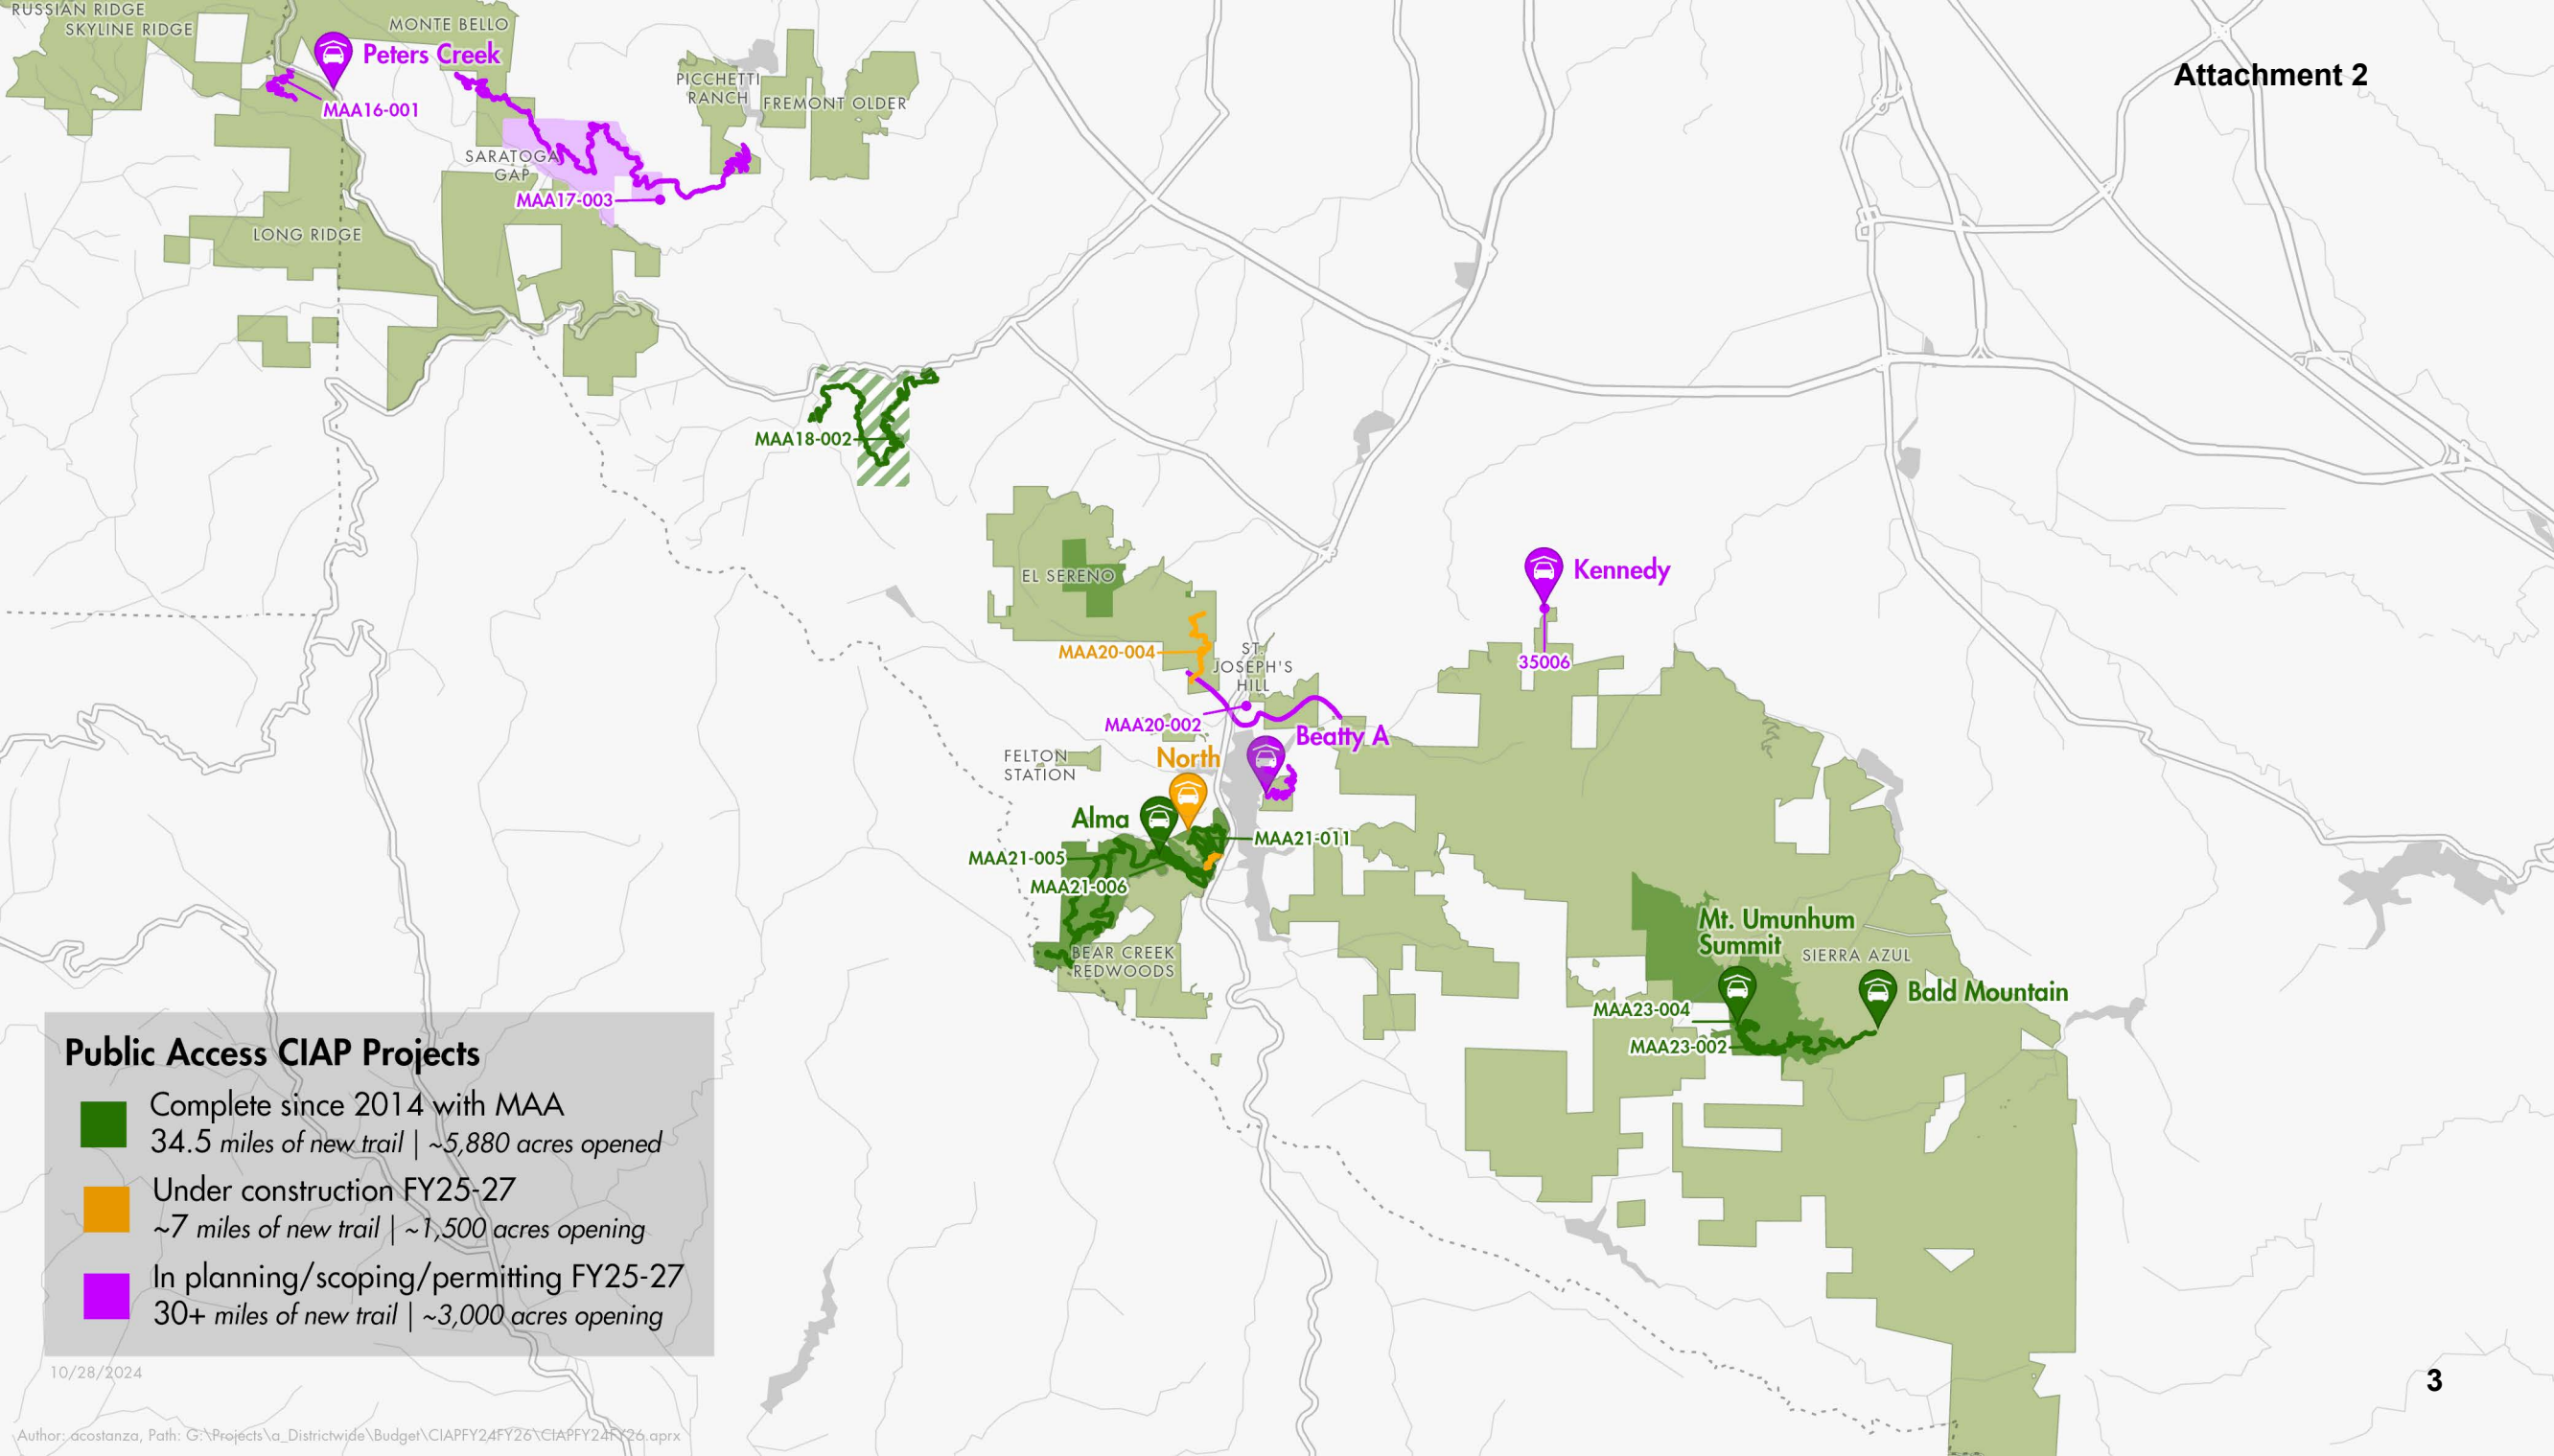 RUSSIAN RIDGE
SKYLINE RIDGE
MONTE BELLO
Peters Creek
MAA16-001
PICCHETTI
RANCH
FREMONT OLDER
Attachment 2
SARATOGA
GAP
MAA17-003
LONG RIDGE
MAA18-002
EL SERENO
Kennedy
35006
MAA20-004
ST.
JOSEPH'S
HILL
MAA20-002
Beatty A
North
FELTON
STATION
Alma
MAA21-011
MAA21-005
MAA21-006
BEAR CREEK
REDWOODS
Mt. Umunhum
Summit
SIERRA AZUL
Bald Mountain
MAA23-004
MAA23-002
Public Access CIAP Projects
Complete since 2014 with MAA
34.5 miles of new trail | ~5,880 acres opened
Under construction FY25-27
~7 miles of new trail | ~1,500 acres opening
In planning/scoping/permitting FY25-27
30+ miles of new trail | ~3,000 acres opening
10/28/2024
3
Author: acostanza, Path: G:\Projects\a_Districtwide\Budget\CIAPFY24FY26\CIAPFY24FY26.aprx